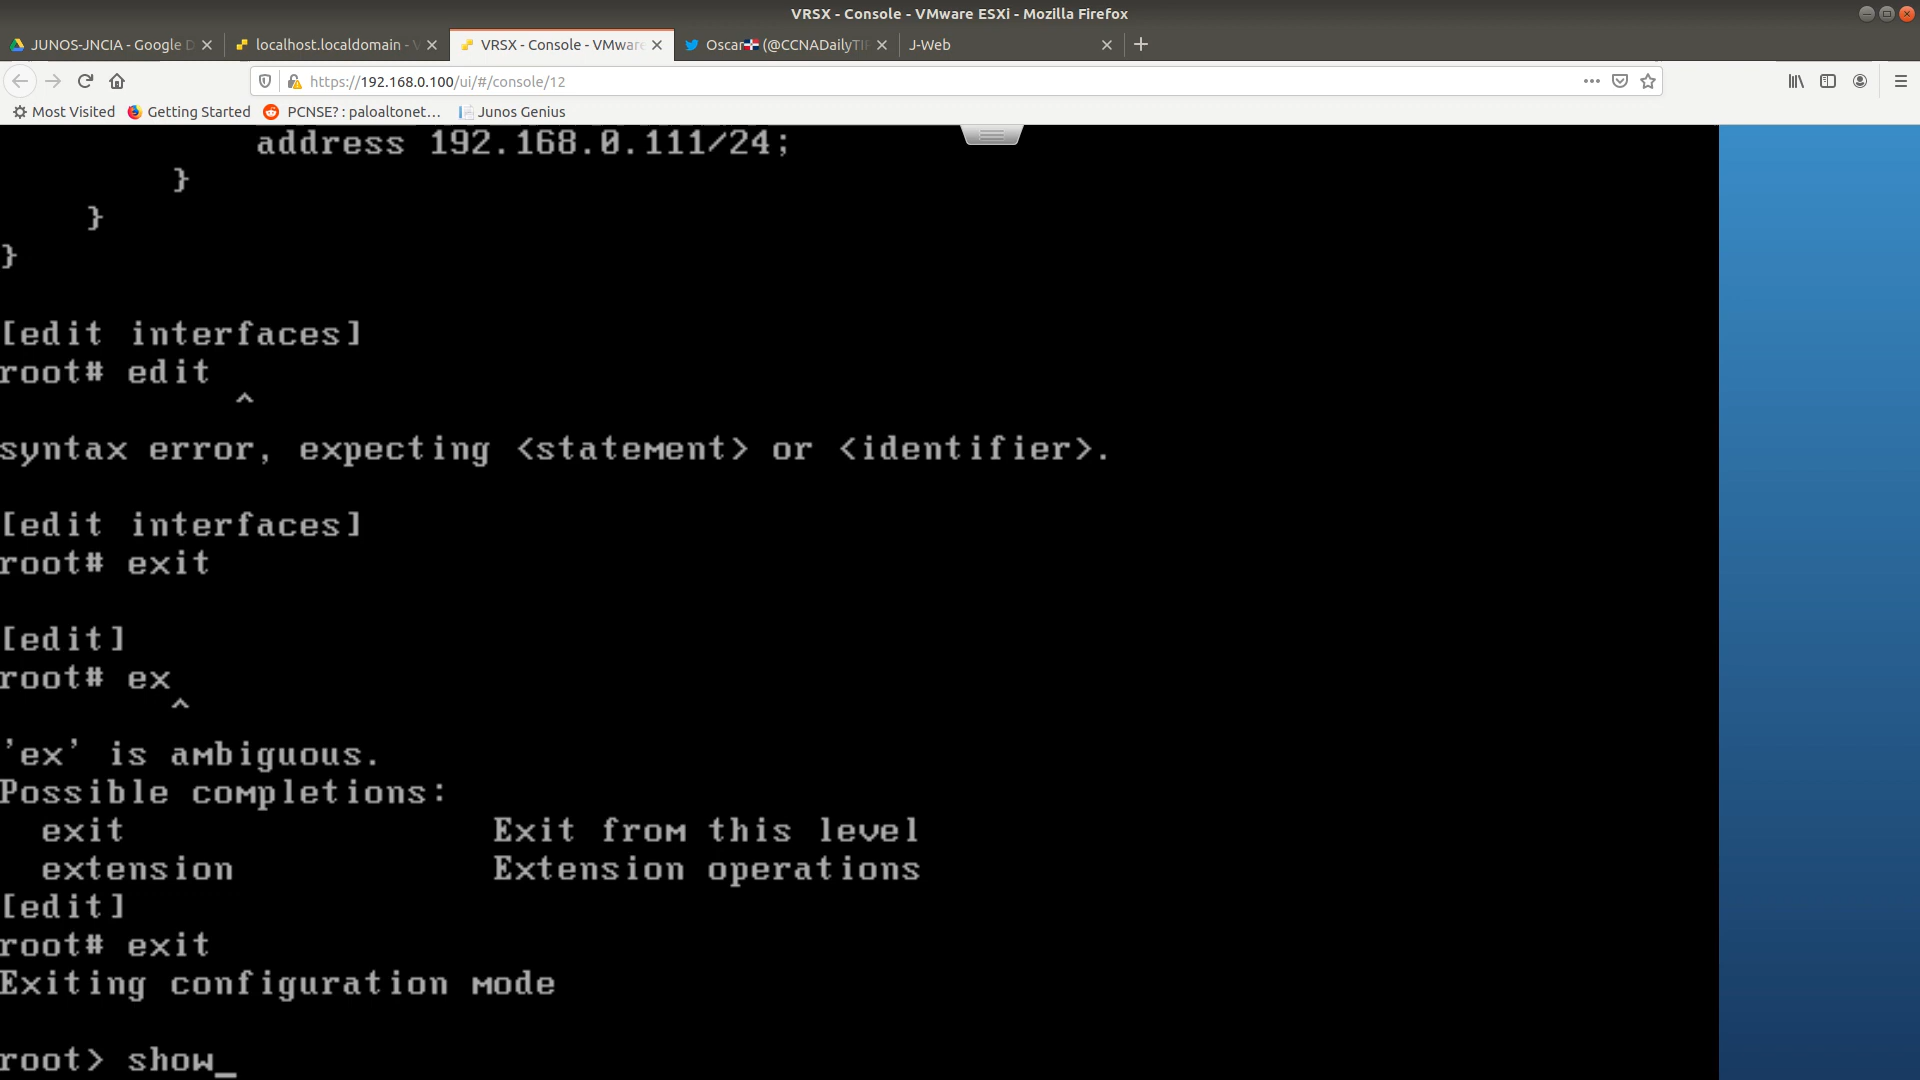 VRSX - Console - VMware ESXi - Mozilla Firefox
JUNOS-JNCIA - Google D
localhost.localdomain - V
VRSX - Console - VMware
Oscar🇩🇴(@CCNADailyTIP
J-Web
https://192.168.0.100/ui/#/console/12
Most Visited
Getting Started
PCNSE? : paloaltonet...
Junos Genius
address 192.168.0.111/24;
}
}
}
[edit interfaces]
root# edit
^
syntax error, expecting <statement> or <identifier>.
[edit interfaces]
root# exit
[edit]
root# ex
^
'ex' is ambiguous.
Possible completions:
exit Exit from this level
extension Extension operations
[edit]
root# exit
Exiting configuration mode
root> show_